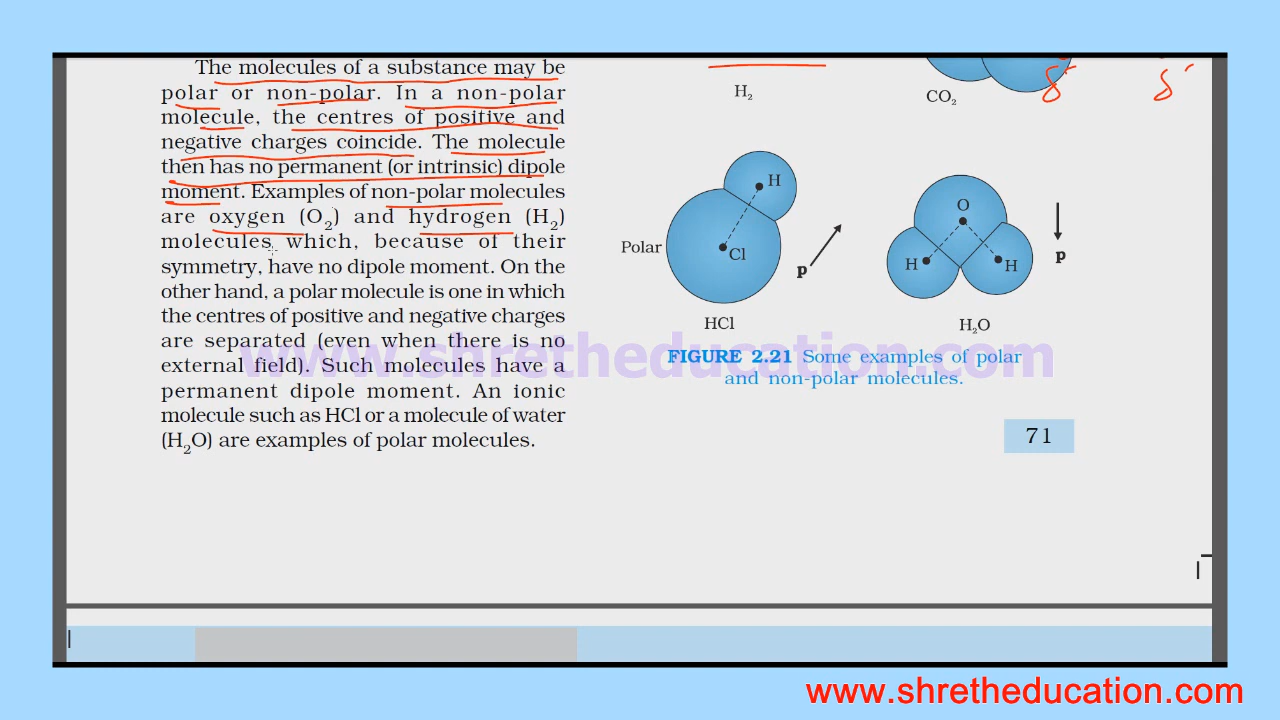 The molecules of a substance may be
polar or non-polar. In a non-polar
molecule, the centres of positive and
negative charges coincide. The molecule
then has no permanent (or intrinsic) dipole
moment. Examples of non-polar molecules
are oxygen (O₂) and hydrogen (H₂)
molecules which, because of their
symmetry, have no dipole moment. On the
other hand, a polar molecule is one in which
the centres of positive and negative charges
are separated (even when there is no
external field). Such molecules have a
permanent dipole moment. An ionic
molecule such as HCl or a molecule of water
(H₂O) are examples of polar molecules.
H₂
CO₂
δ⁺
δ⁻
Polar
H
Cl
p
HCl
O
H
H
p
H₂O
FIGURE 2.21 Some examples of polar
and non-polar molecules.
71
www.shretheducation.com
www.shretheducation.com